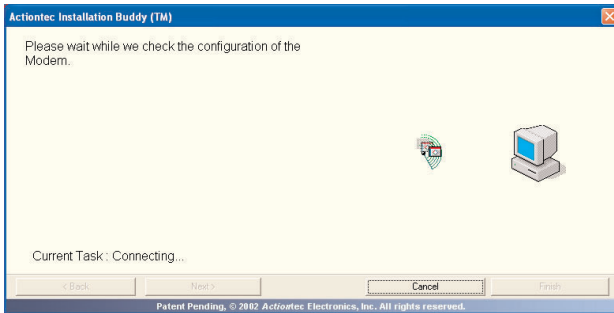 Actiontec Installation Buddy (TM)
Please wait while we check the configuration of the
Modem.
Current Task : Connecting...
< Back
Next >
Cancel
Finish
Patent Pending, © 2002 Actiontec Electronics, Inc. All rights reserved.